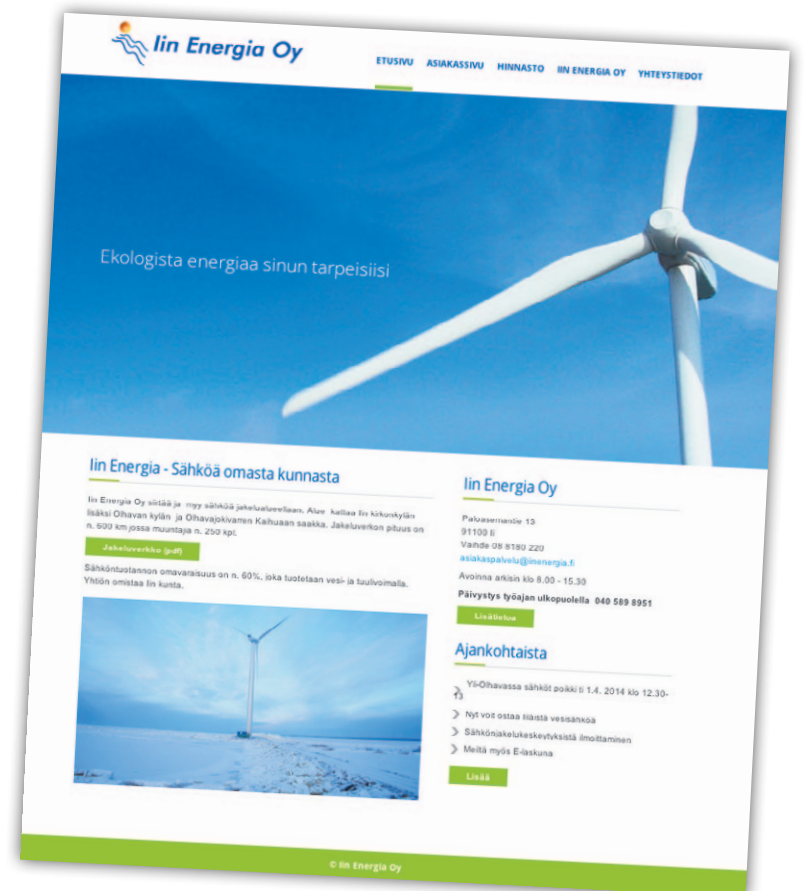 Iin Energia Oy
ETUSIVU ASIAKASSIVU HINNASTO IIN ENERGIA OY YHTEYSTIEDOT
Ekologista energiaa sinun tarpeisiisi
Iin Energia - Sähköä omasta kunnasta
Iin Energia Oy siirtää ja myy sähköä jakelualueellaan. Alue kattaa Iin kirkonkylän
lisäksi Olhavan kylän ja Olhavajokivarren Kaihuaan saakka. Jakeluverkon pituus on
n. 600 km jossa muuntajia n. 250 kpl.
Jakeluverkko (pdf)
Sähköntuotannon omavaraisuus on n. 60%, joka tuotetaan vesi- ja tuulivoimalla.
Yhtiön omistaa Iin kunta.
Iin Energia Oy
Paluasemantie 13
91100 Ii
Vaihde 08 8180 220
asiakaspalvelu@iinenergia.fi
Avoinna arkisin klo 8.00 - 15.30
Päivystys työajan ulkopuolella 040 589 8951
Lisätietoa
Ajankohtaista
Yli-Olhavassa sähköt poikki ti 1.4. 2014 klo 12.30-
13
Nyt voit ostaa iiläistä vesisähköä
Sähkönjakelukeskeytyksistä ilmoittaminen
Meiltä myös E-laskuna
Lisää
© Iin Energia Oy